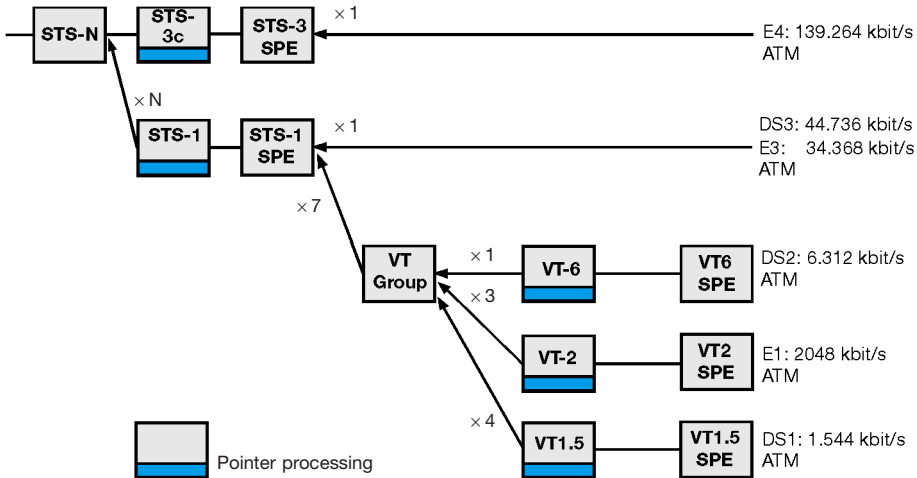 × 1
STS-N
STS-
3c
STS-3
SPE
E4: 139.264 kbit/s
ATM
× N
STS-1
STS-1
SPE
× 1
DS3: 44.736 kbit/s
E3: 34.368 kbit/s
ATM
× 7
VT
Group
× 1
VT-6
VT6
SPE
DS2: 6.312 kbit/s
ATM
× 3
VT-2
VT2
SPE
E1: 2048 kbit/s
ATM
× 4
VT1.5
VT1.5
SPE
DS1: 1.544 kbit/s
ATM
Pointer processing